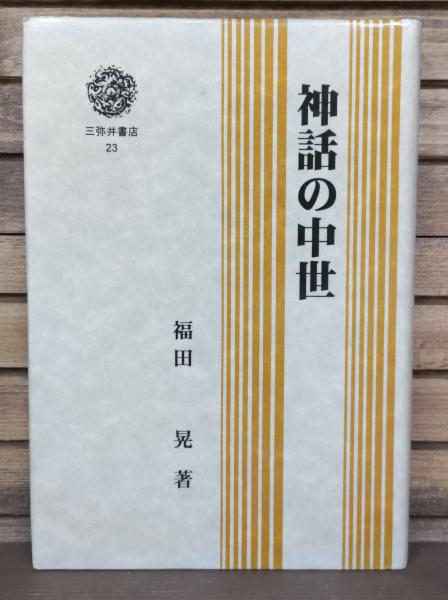 神話の中世
三弥井書店
23
福田 晃 著